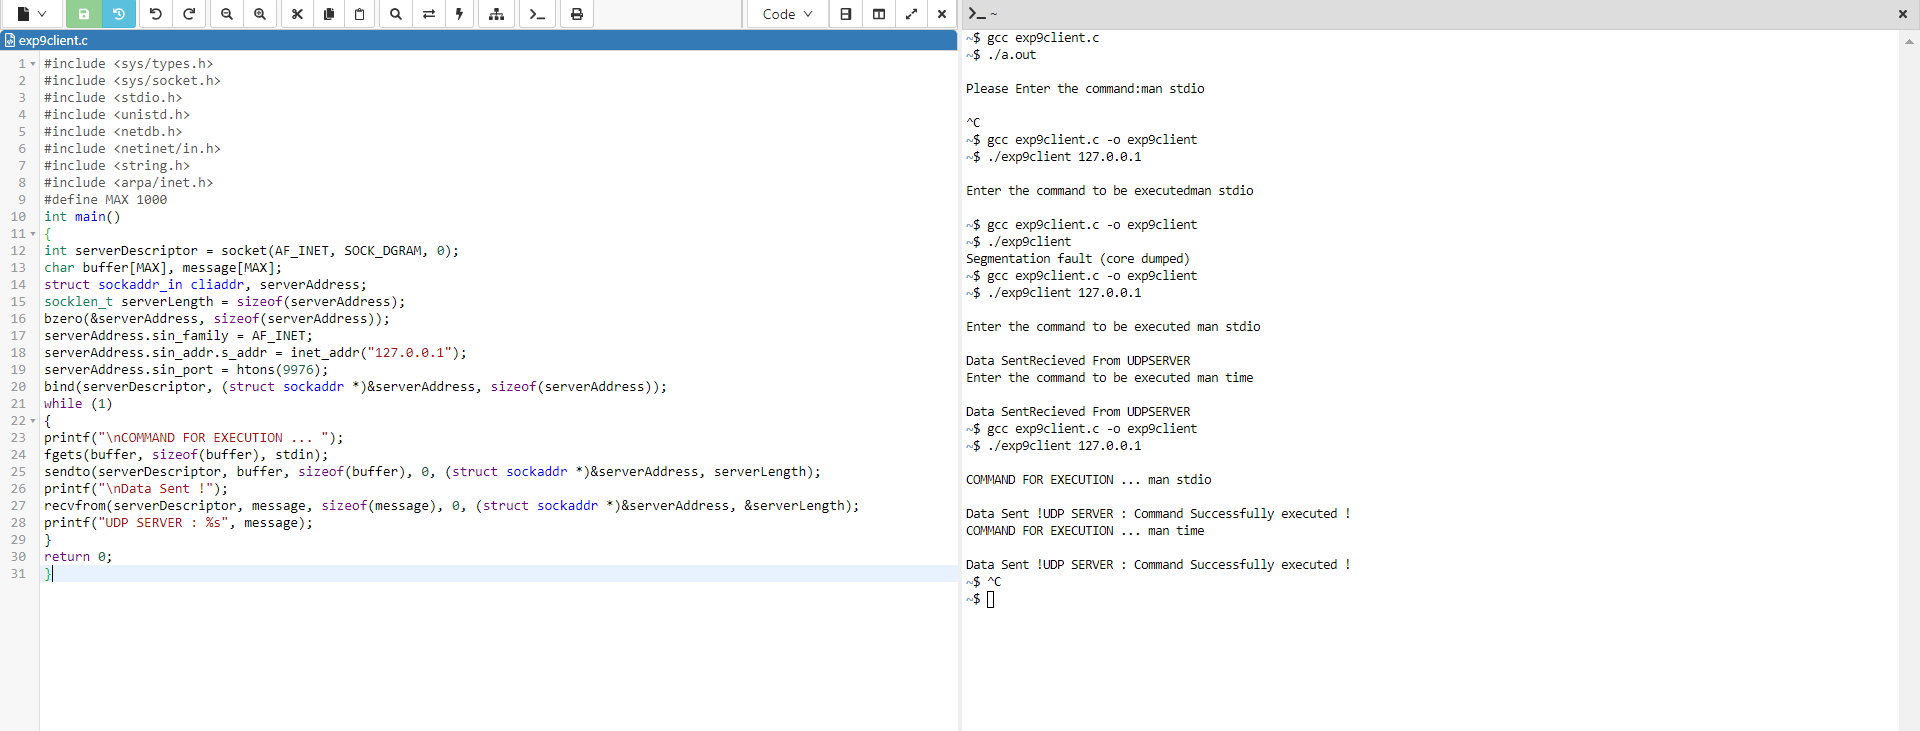 Code
exp9client.c
1 #include <sys/types.h>
2 #include <sys/socket.h>
3 #include <stdio.h>
4 #include <unistd.h>
5 #include <netdb.h>
6 #include <netinet/in.h>
7 #include <string.h>
8 #include <arpa/inet.h>
9 #define MAX 1000
10 int main()
11 {
12 int serverDescriptor = socket(AF_INET, SOCK_DGRAM, 0);
13 char buffer[MAX], message[MAX];
14 struct sockaddr_in cliaddr, serverAddress;
15 socklen_t serverLength = sizeof(serverAddress);
16 bzero(&serverAddress, sizeof(serverAddress));
17 serverAddress.sin_family = AF_INET;
18 serverAddress.sin_addr.s_addr = inet_addr("127.0.0.1");
19 serverAddress.sin_port = htons(9976);
20 bind(serverDescriptor, (struct sockaddr *)&serverAddress, sizeof(serverAddress));
21 while (1)
22 {
23 printf("\nCOMMAND FOR EXECUTION ... ");
24 fgets(buffer, sizeof(buffer), stdin);
25 sendto(serverDescriptor, buffer, sizeof(buffer), 0, (struct sockaddr *)&serverAddress, serverLength);
26 printf("\nData Sent !");
27 recvfrom(serverDescriptor, message, sizeof(message), 0, (struct sockaddr *)&serverAddress, &serverLength);
28 printf("UDP SERVER : %s", message);
29 }
30 return 0;
31 }
~
~$ gcc exp9client.c
~$ ./a.out
Please Enter the command:man stdio
^C
~$ gcc exp9client.c -o exp9client
~$ ./exp9client 127.0.0.1
Enter the command to be executedman stdio
~$ gcc exp9client.c -o exp9client
~$ ./exp9client
Segmentation fault (core dumped)
~$ gcc exp9client.c -o exp9client
~$ ./exp9client 127.0.0.1
Enter the command to be executed man stdio
Data SentRecieved From UDPSERVER
Enter the command to be executed man time
Data SentRecieved From UDPSERVER
~$ gcc exp9client.c -o exp9client
~$ ./exp9client 127.0.0.1
COMMAND FOR EXECUTION ... man stdio
Data Sent !UDP SERVER : Command Successfully executed !
COMMAND FOR EXECUTION ... man time
Data Sent !UDP SERVER : Command Successfully executed !
~$ ^C
~$